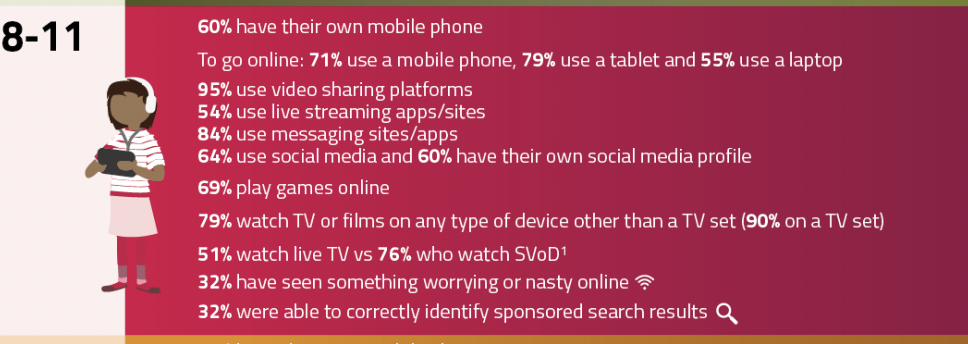 8-11
60% have their own mobile phone
To go online: 71% use a mobile phone, 79% use a tablet and 55% use a laptop
95% use video sharing platforms
54% use live streaming apps/sites
84% use messaging sites/apps
64% use social media and 60% have their own social media profile
69% play games online
79% watch TV or films on any type of device other than a TV set (90% on a TV set)
51% watch live TV vs 76% who watch SVoD¹
32% have seen something worrying or nasty online
32% were able to correctly identify sponsored search results